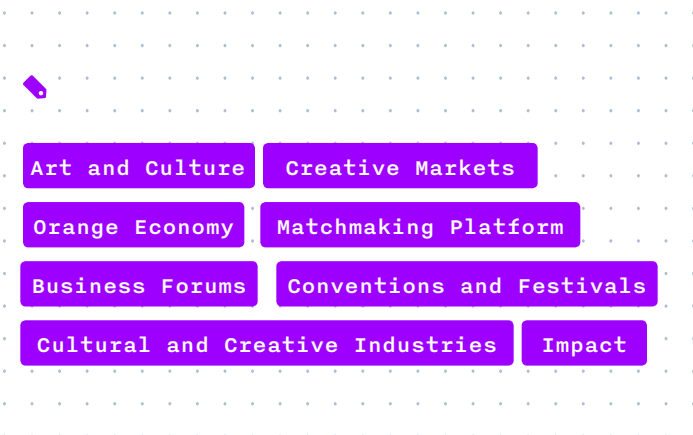 Art and Culture Creative Markets
Orange Economy Matchmaking Platform
Business Forums Conventions and Festivals
Cultural and Creative Industries Impact